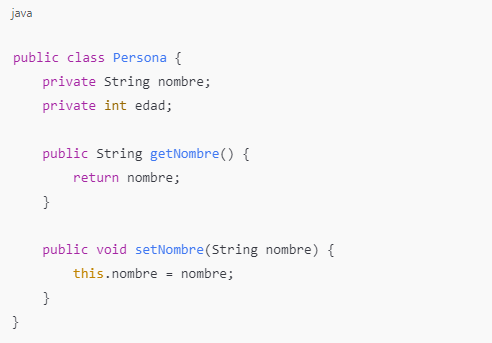 java
public class Persona {
    private String nombre;
    private int edad;

    public String getNombre() {
        return nombre;
    }

    public void setNombre(String nombre) {
        this.nombre = nombre;
    }
}